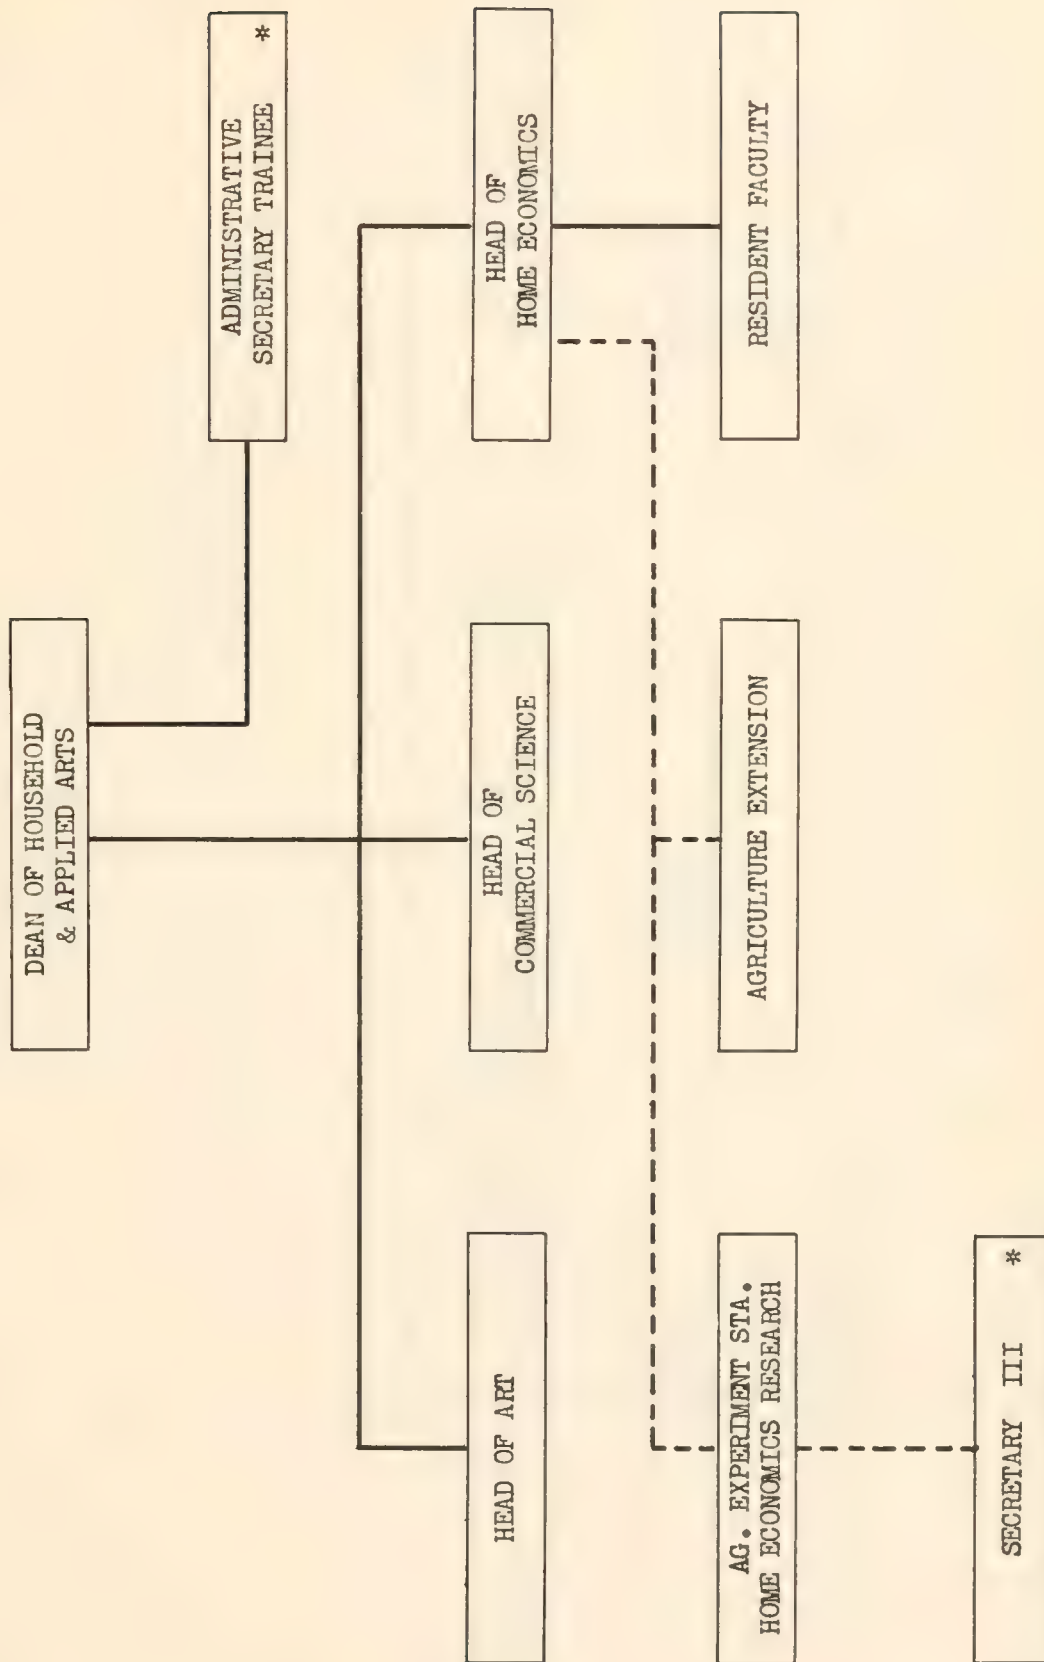 DEAN OF HOUSEHOLD
& APPLIED ARTS
ADMINISTRATIVE
SECRETARY TRAINEE *
HEAD OF ART
HEAD OF
COMMERCIAL SCIENCE
HEAD OF
HOME ECONOMICS
AG. EXPERIMENT STA.
HOME ECONOMICS RESEARCH
AGRICULTURE EXTENSION
RESIDENT FACULTY
SECRETARY III *